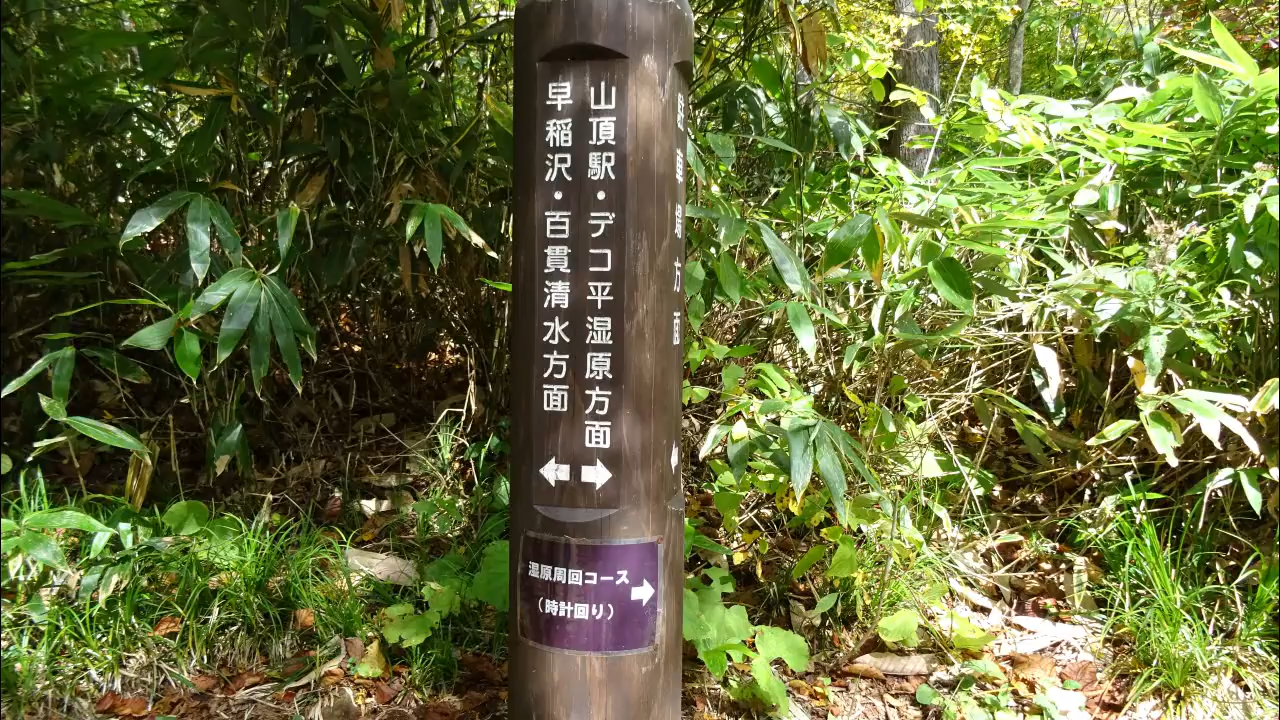 山頂駅・デコ平湿原方面
早稲沢・百貫清水方面
駐車場方面
湿原周回コース
（時計回り）